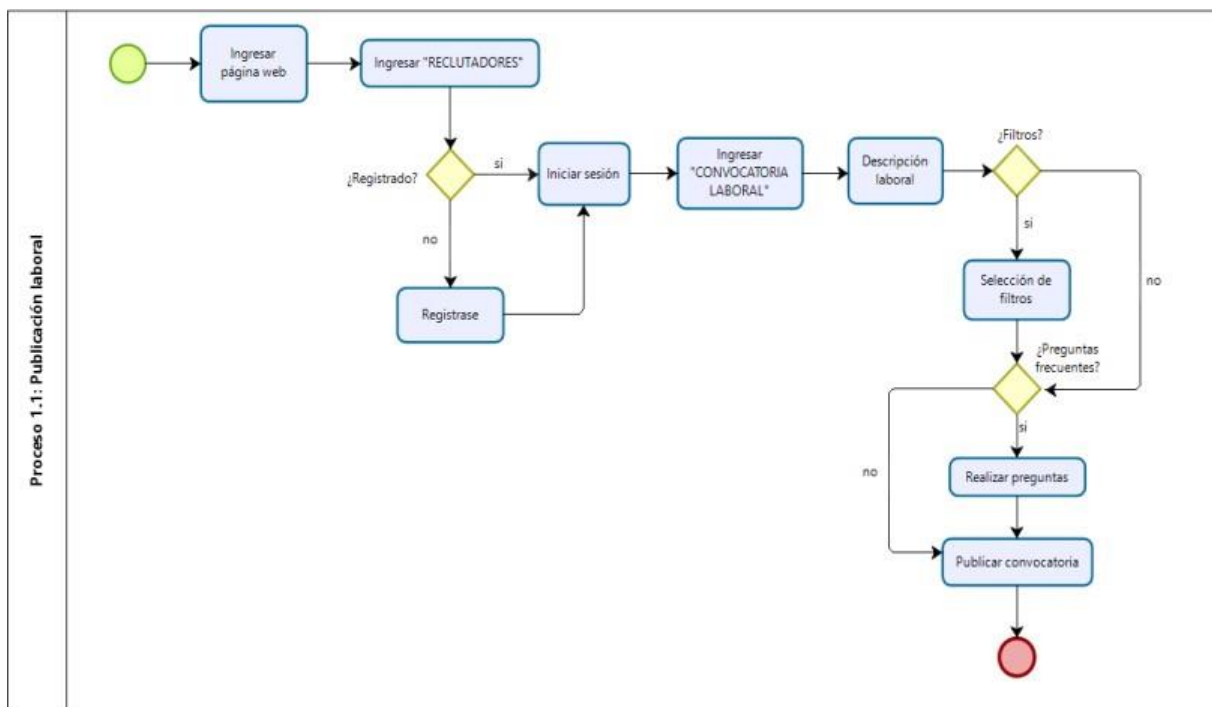 Proceso 1.1: Publicación laboral
Ingresar
página web
Ingresar "RECLUTADORES"
¿Registrado?
si
no
Registrase
Iniciar sesión
Ingresar
"CONVOCATORIA
LABORAL"
Descripción
laboral
¿Filtros?
si
no
Selección de
filtros
¿Preguntas
frecuentes?
si
no
Realizar preguntas
Publicar convocatoria